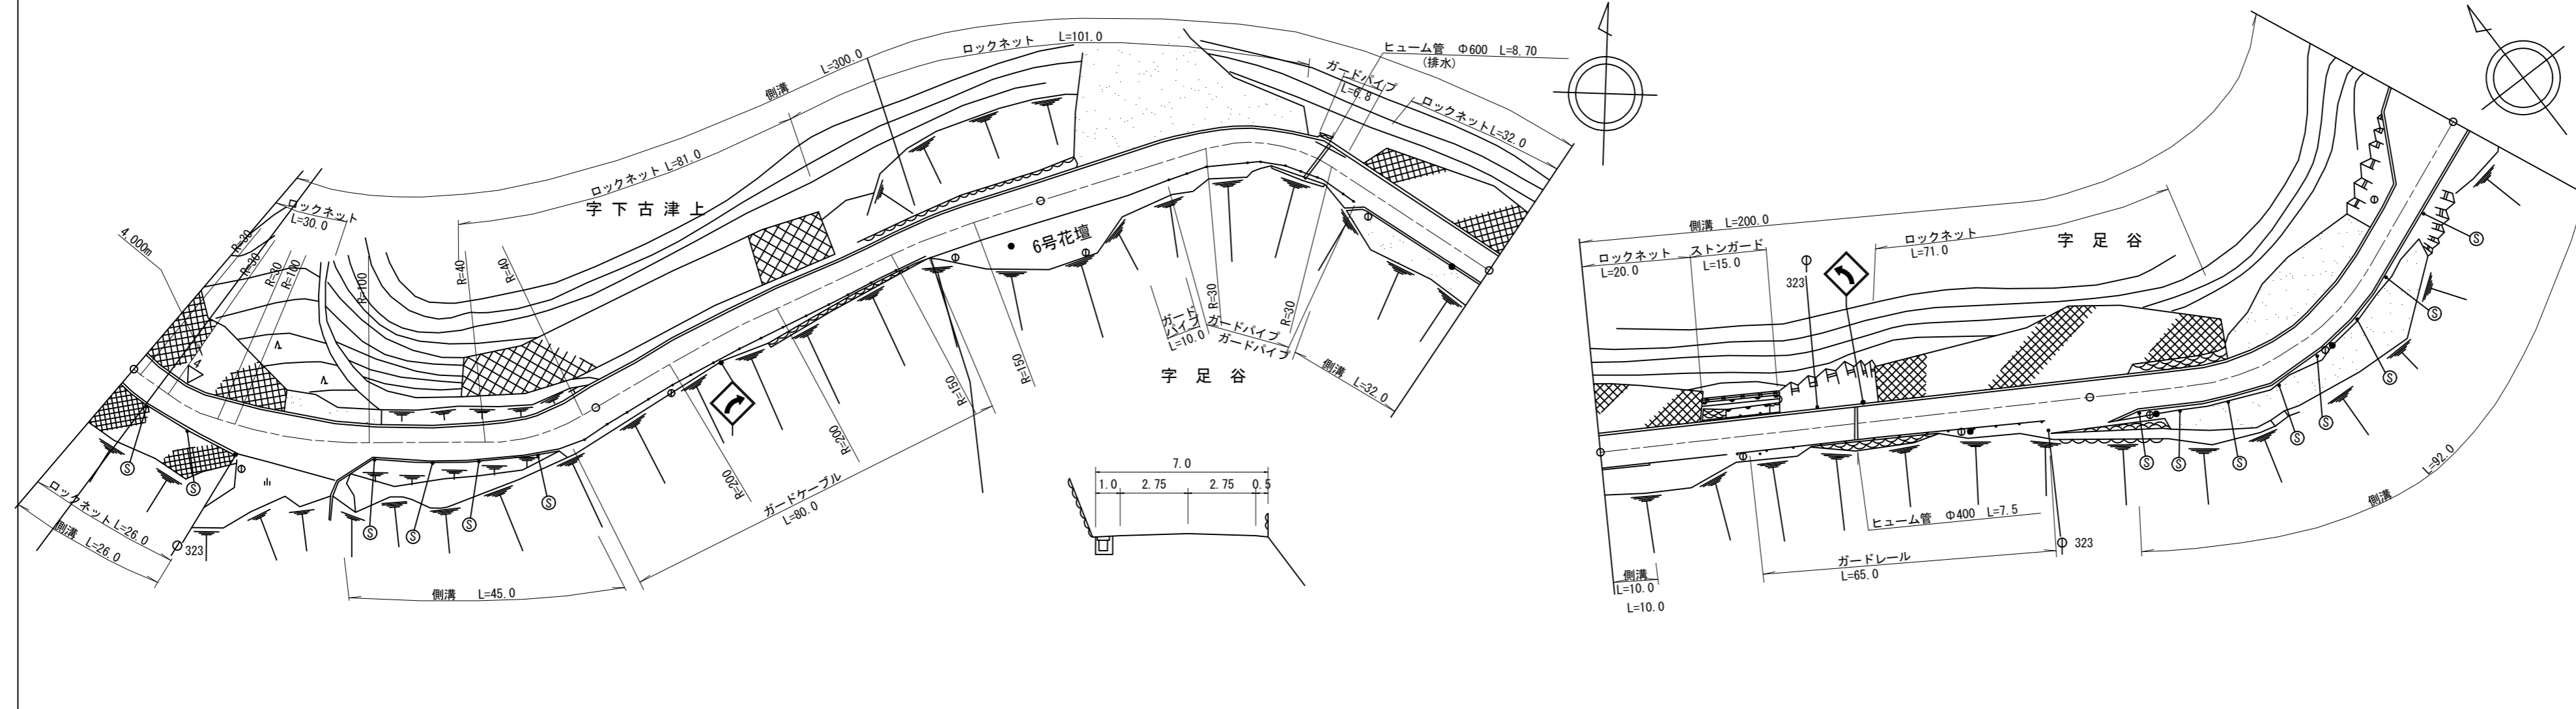 側溝 L=300.0
ロックネット L=101.0
ヒューム管 Φ600 L=8.70
(排水)
ガードパイプ
L=6.8
ロックネットL=32.0
ロックネット L=81.0
字 下 古 津 上
ロックネット
L=30.0
4.000m
R=30
R=30
R=30
R=100
R=100
R=40
R=40
4
6号花壇
ガード
パイプ
L=10.0
R=30
ガードパイプ
ガードパイプ
R=30
字 足 谷
側溝 L=32.0
R=150
R=150
R=200
R=200
ガードケーブル
L=80.0
ロックネット L=26.0
側溝 L=26.0
323
S
S
S
S
S
S
側溝 L=45.0
7.0
1.0 2.75 2.75 0.5
側溝 L=200.0
ロックネット
L=20.0
ストンガード
L=15.0
323
ロックネット
L=71.0
字 足 谷
S
S
S
S
S
S
S
S
側溝 L=92.0
ヒューム管 Φ400 L=7.5
323
ガードレール
L=65.0
側溝
L=10.0
L=10.0